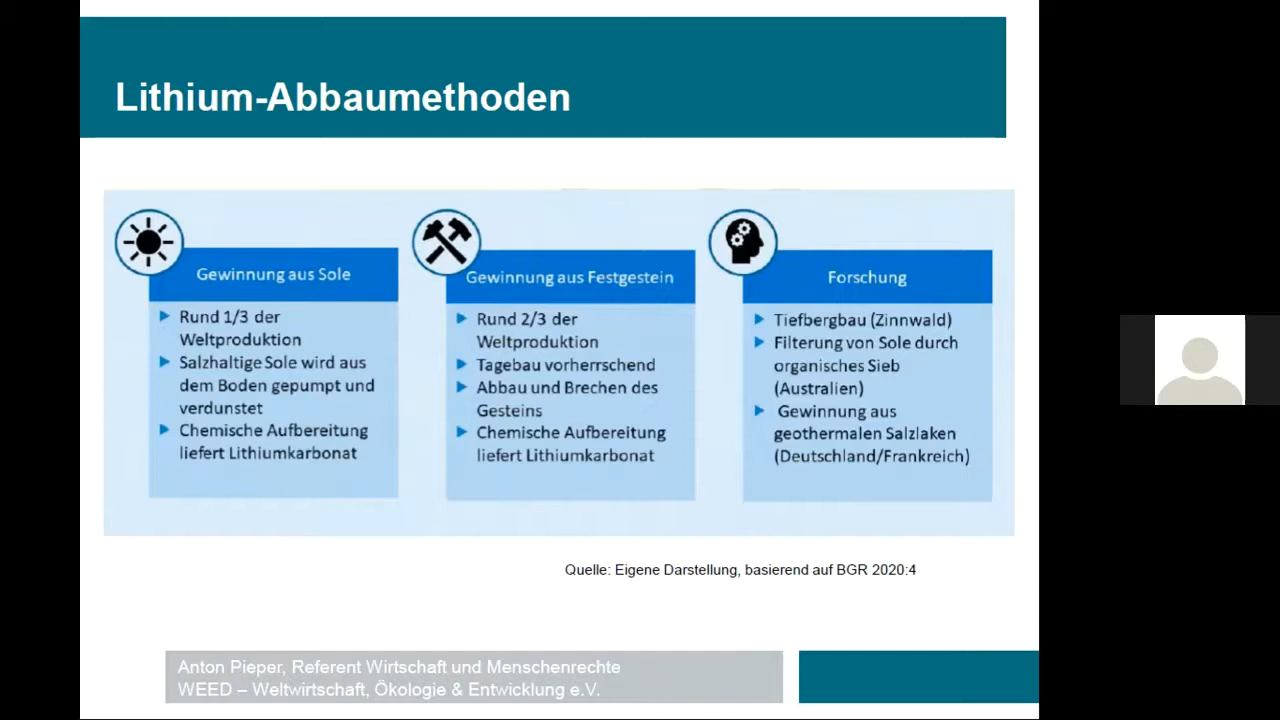 Lithium-Abbaumethoden
Gewinnung aus Sole
Rund 1/3 der
Weltproduktion
Salzhaltige Sole wird aus
dem Boden gepumpt und
verdunstet
Chemische Aufbereitung
liefert Lithiumkarbonat
Gewinnung aus Festgestein
Rund 2/3 der
Weltproduktion
Tagebau vorherrschend
Abbau und Brechen des
Gesteins
Chemische Aufbereitung
liefert Lithiumkarbonat
Forschung
Tiefbergbau (Zinnwald)
Filterung von Sole durch
organisches Sieb
(Australien)
Gewinnung aus
geothermalen Salzlaken
(Deutschland/Frankreich)
Quelle: Eigene Darstellung, basierend auf BGR 2020:4
Anton Pieper, Referent Wirtschaft und Menschenrechte
WEED – Weltwirtschaft, Ökologie & Entwicklung e.V.